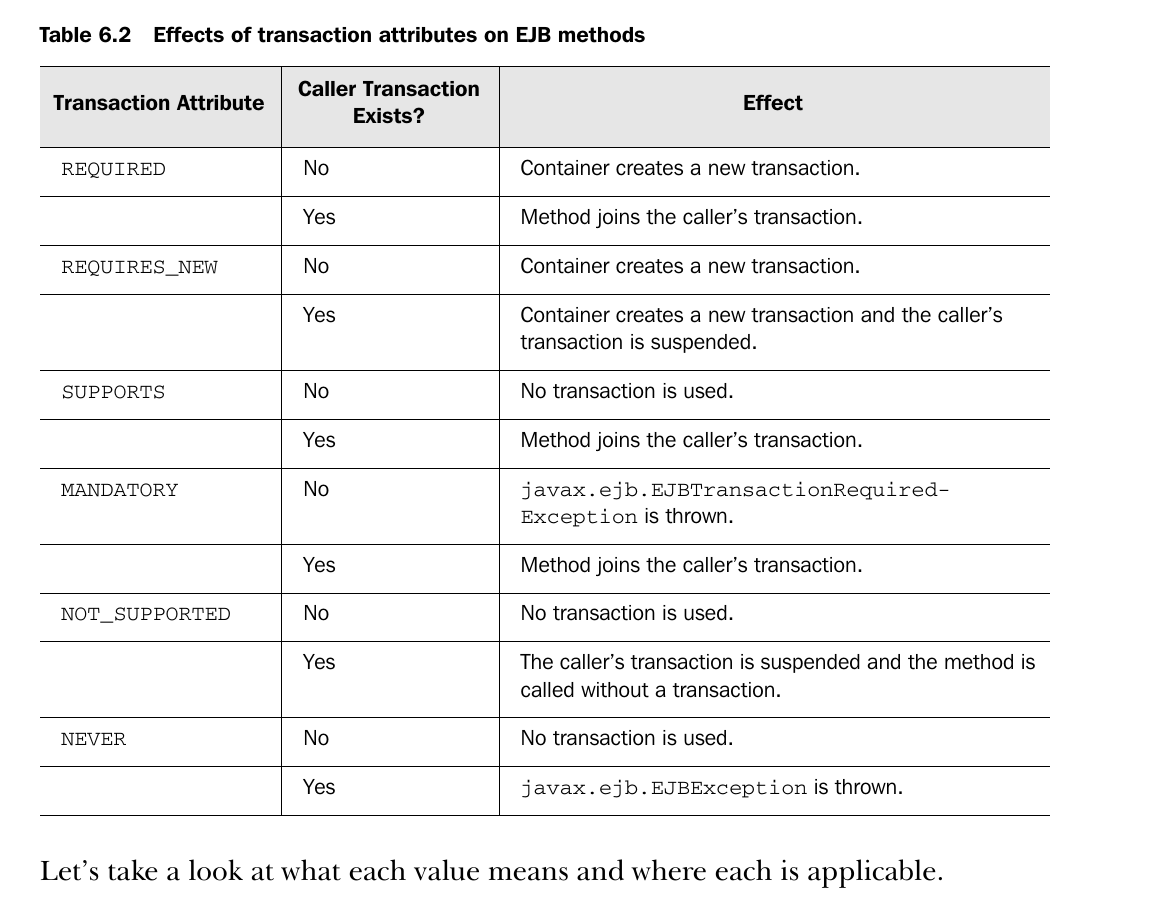 Table 6.2 Effects of transaction attributes on EJB methods
Transaction Attribute
Caller Transaction
Exists?
Effect
REQUIRED No Container creates a new transaction.
Yes Method joins the caller’s transaction.
REQUIRES_NEW No Container creates a new transaction.
Yes Container creates a new transaction and the caller’s
transaction is suspended.
SUPPORTS No No transaction is used.
Yes Method joins the caller’s transaction.
MANDATORY No javax.ejb.EJBTransactionRequired-
Exception is thrown.
Yes Method joins the caller’s transaction.
NOT_SUPPORTED No No transaction is used.
Yes The caller’s transaction is suspended and the method is
called without a transaction.
NEVER No No transaction is used.
Yes javax.ejb.EJBException is thrown.
Let’s take a look at what each value means and where each is applicable.